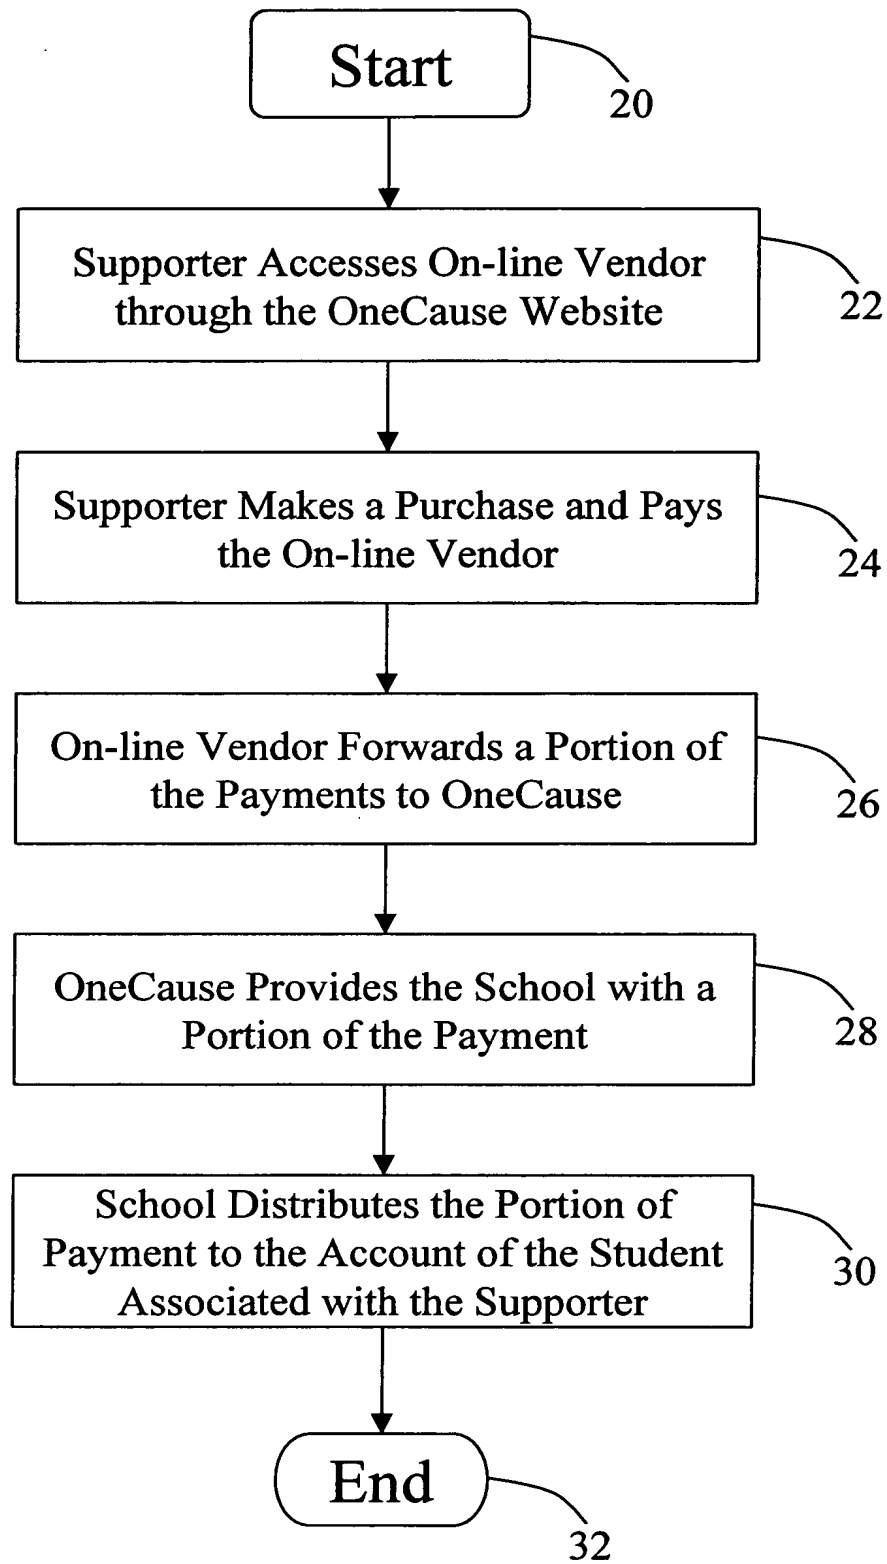 Start
20
Supporter Accesses On-line Vendor
through the OneCause Website
22
Supporter Makes a Purchase and Pays
the On-line Vendor
24
On-line Vendor Forwards a Portion of
the Payments to OneCause
26
OneCause Provides the School with a
Portion of the Payment
28
School Distributes the Portion of
Payment to the Account of the Student
Associated with the Supporter
30
End
32